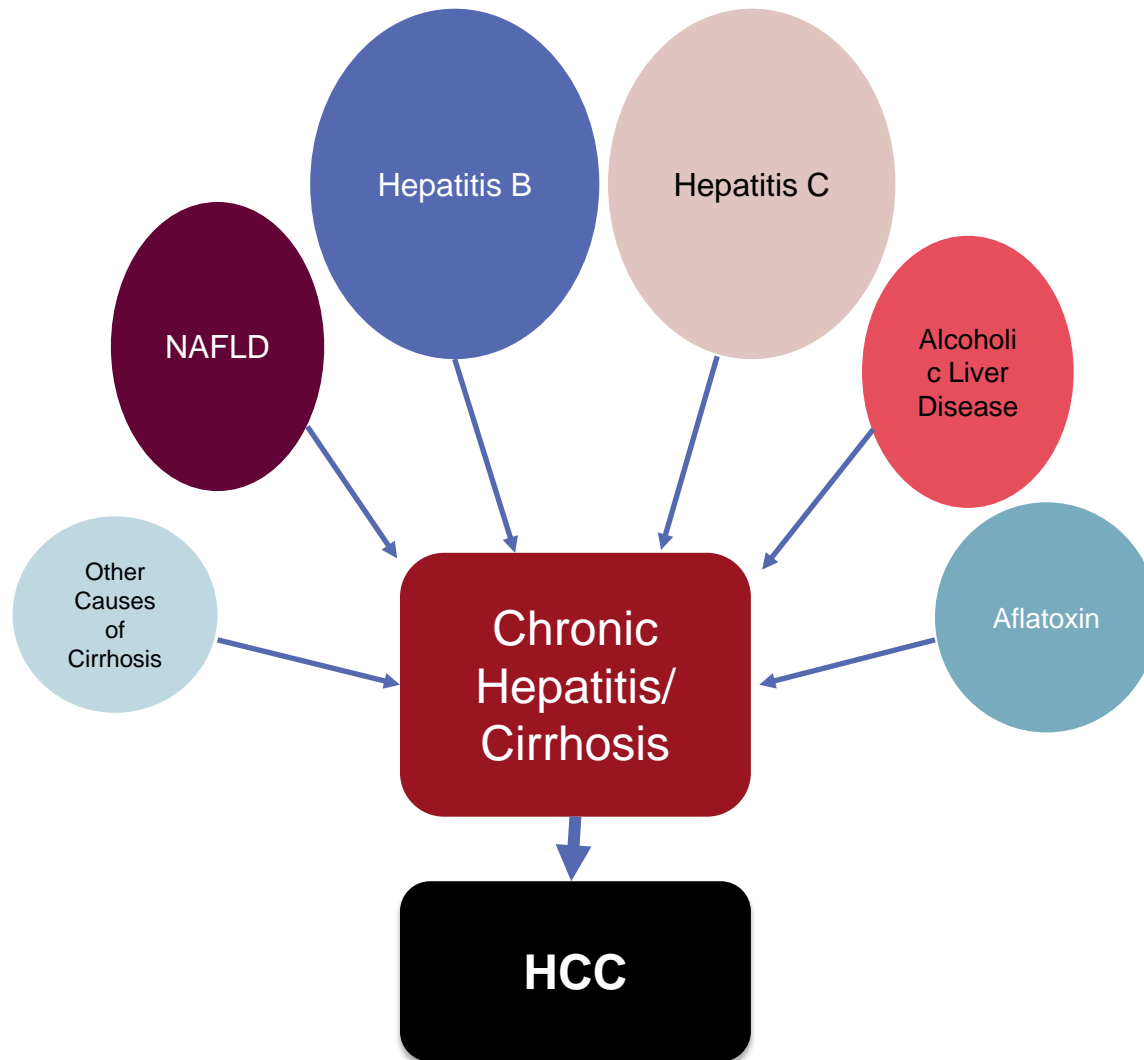 Hepatitis B
Hepatitis C
NAFLD
Alcoholi
c Liver
Disease
Other
Causes
of
Cirrhosis
Aflatoxin
Chronic
Hepatitis/
Cirrhosis
HCC